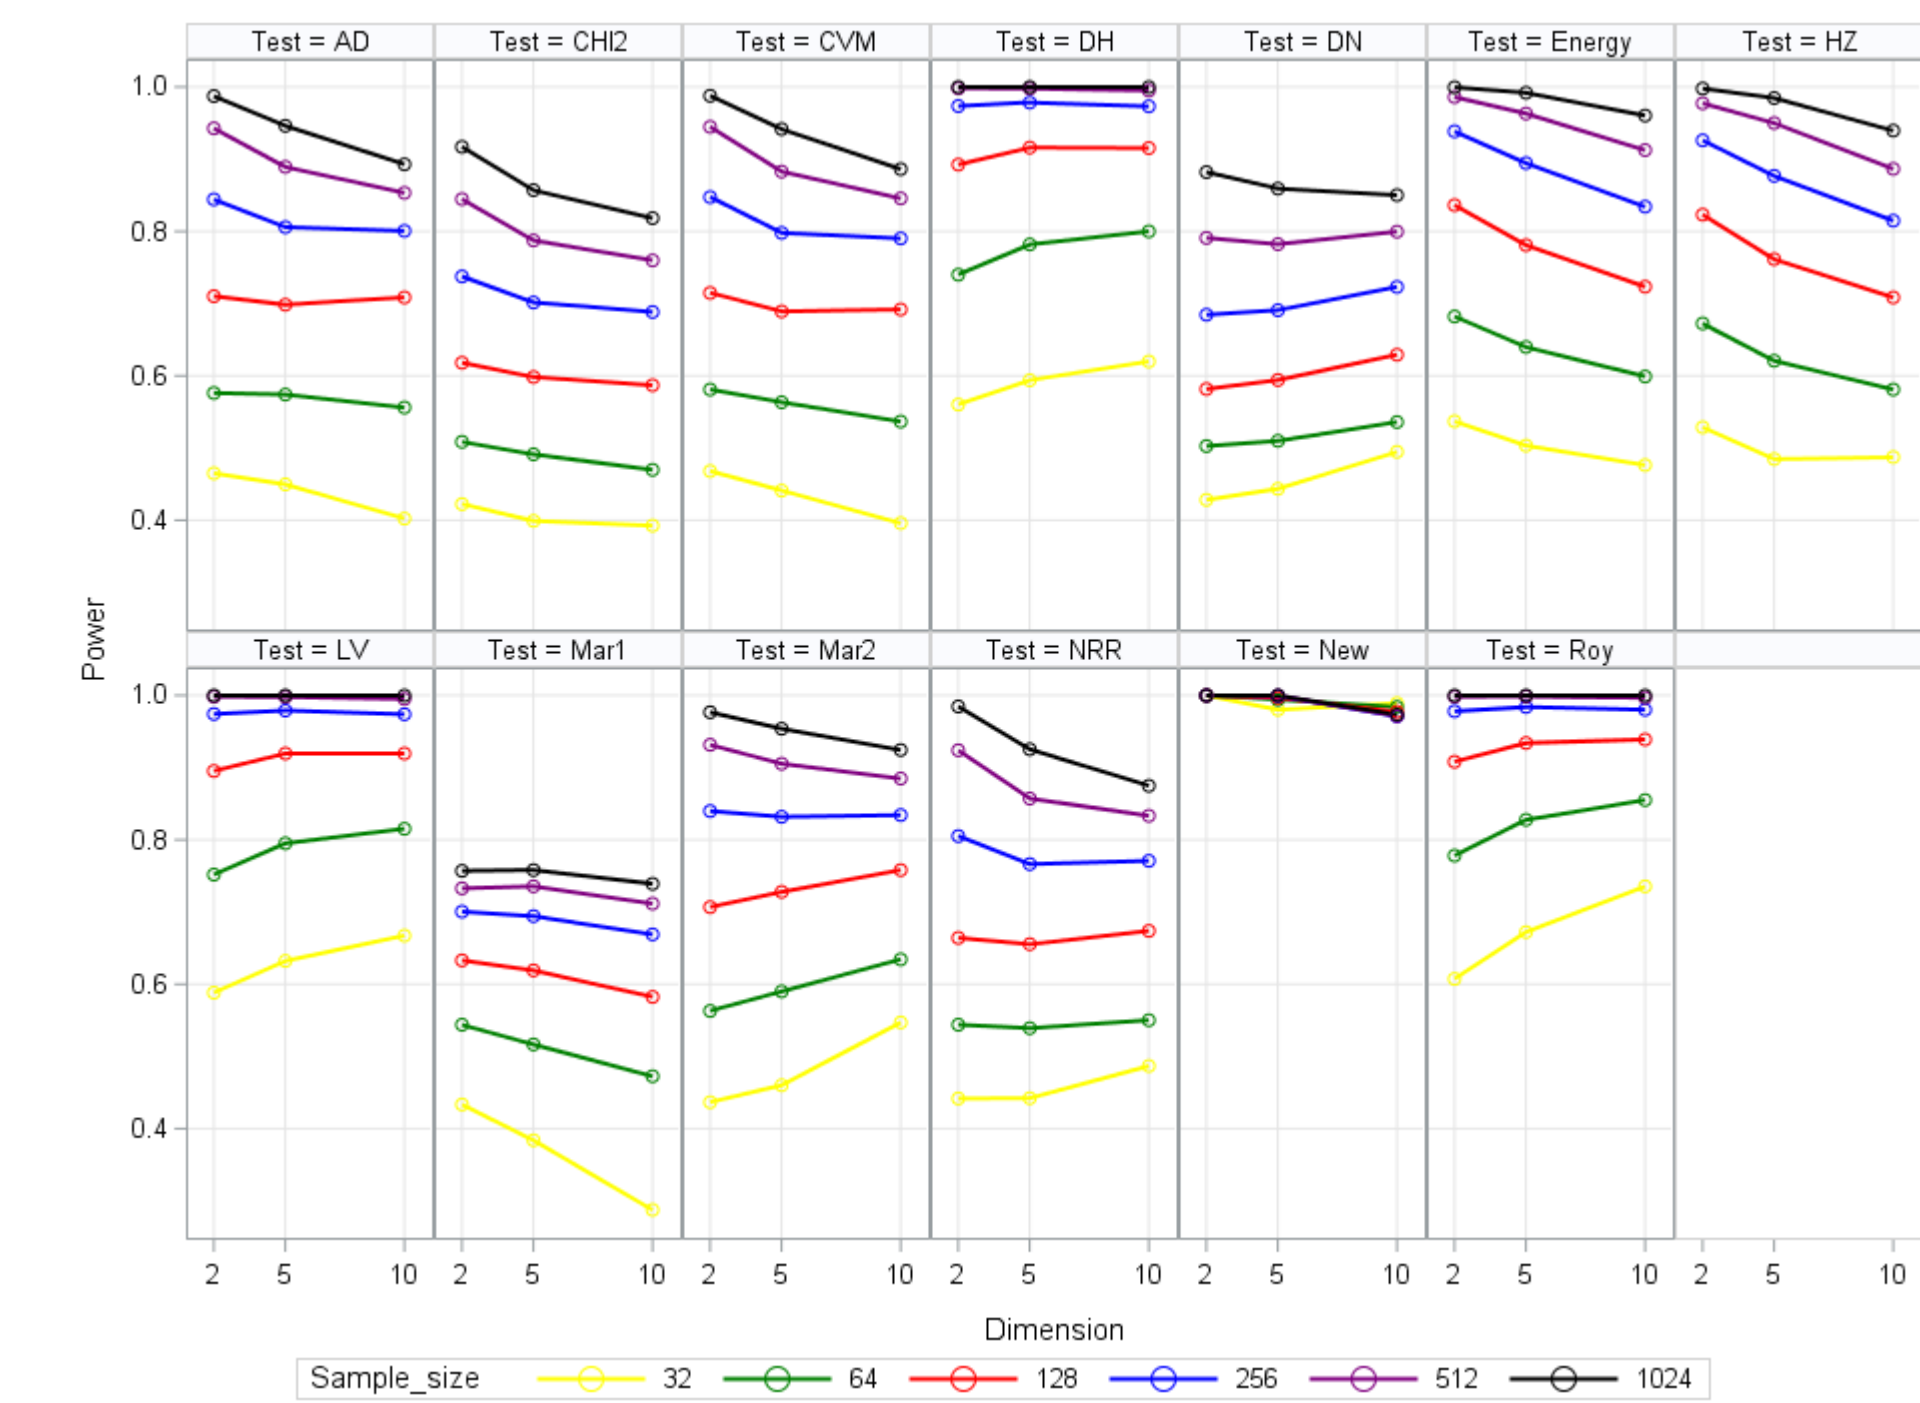 Test = AD Test = CHI2 Test = CVM Test = DH Test = DN Test = Energy Test = HZ
1.0
0.8
0.6
0.4
Power
Test = LV Test = Mar1 Test = Mar2 Test = NRR Test = New Test = Roy
1.0
0.8
0.6
0.4
2 5 10 2 5 10 2 5 10 2 5 10 2 5 10 2 5 10 2 5 10
Dimension
Sample_size 32 64 128 256 512 1024